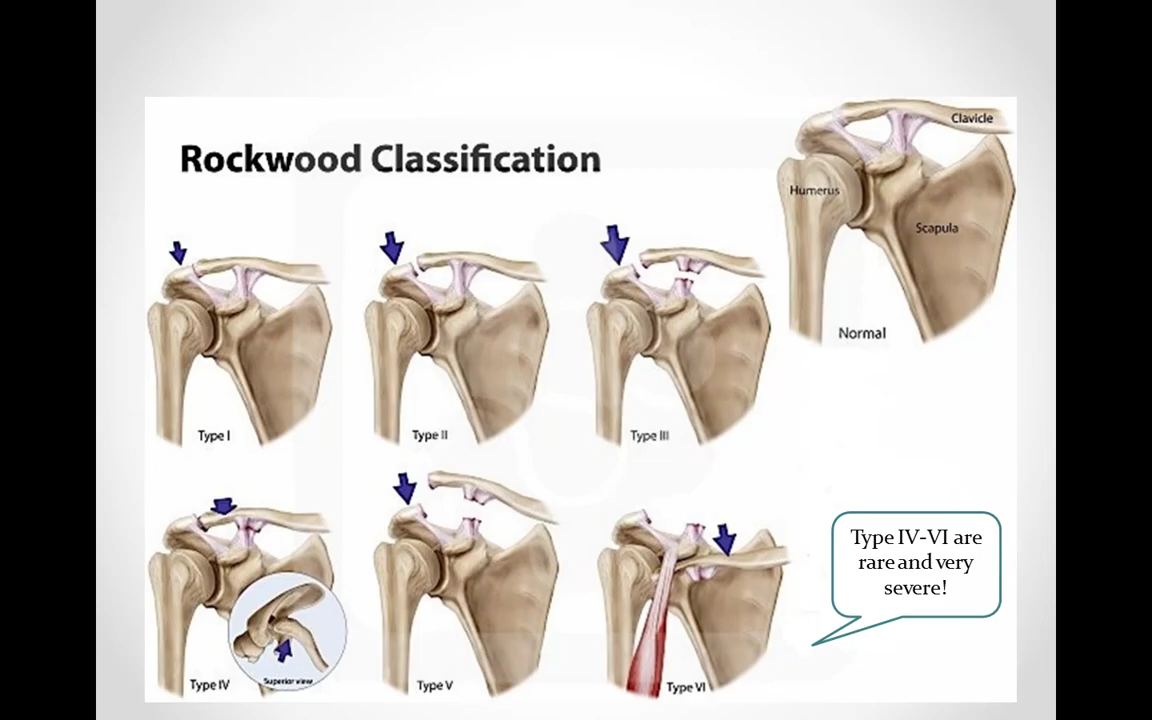 Rockwood Classification
Clavicle
Humerus
Scapula
Normal
Type I
Type II
Type III
Type IV
Superior view
Type V
Type VI
Type IV-VI are
rare and very
severe!